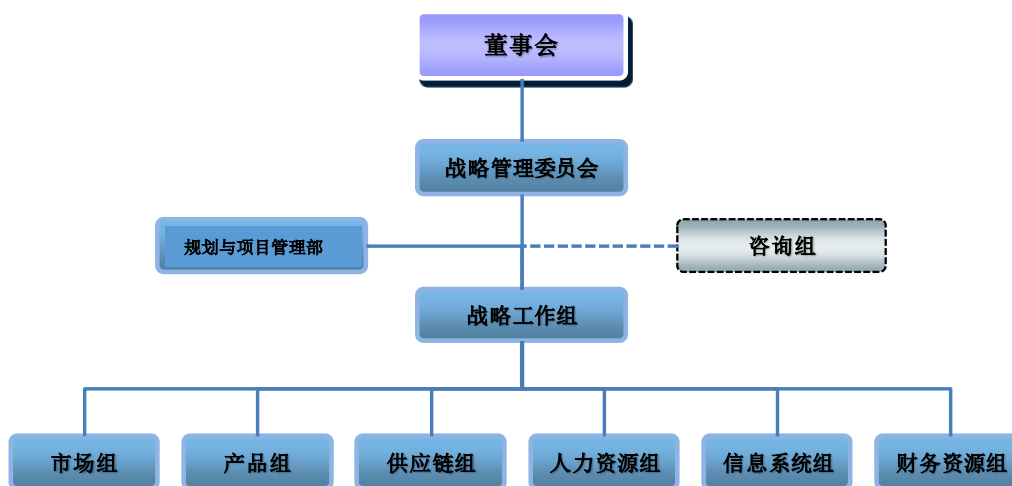 董事会
战略管理委员会
规划与项目管理部
咨询组
战略工作组
市场组
产品组
供应链组
人力资源组
信息系统组
财务资源组